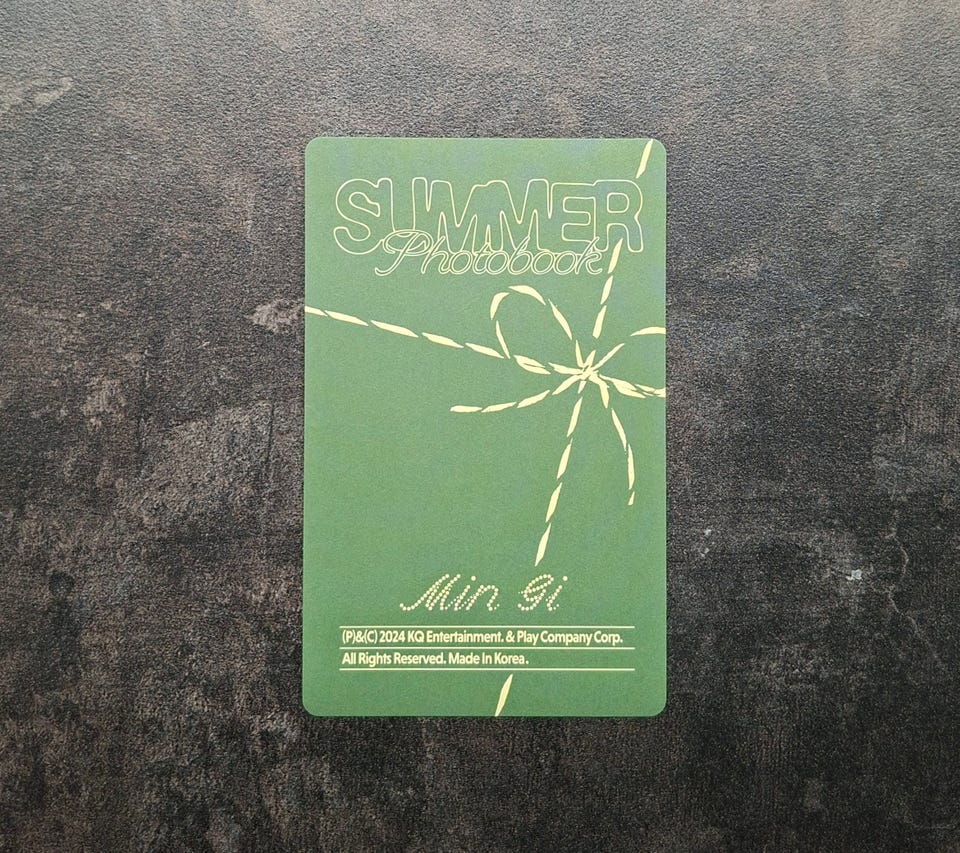 SUMMER
Photobook
Min Gi
(P)&(C) 2024 KQ Entertainment. & Play Company Corp.
All Rights Reserved. Made In Korea.